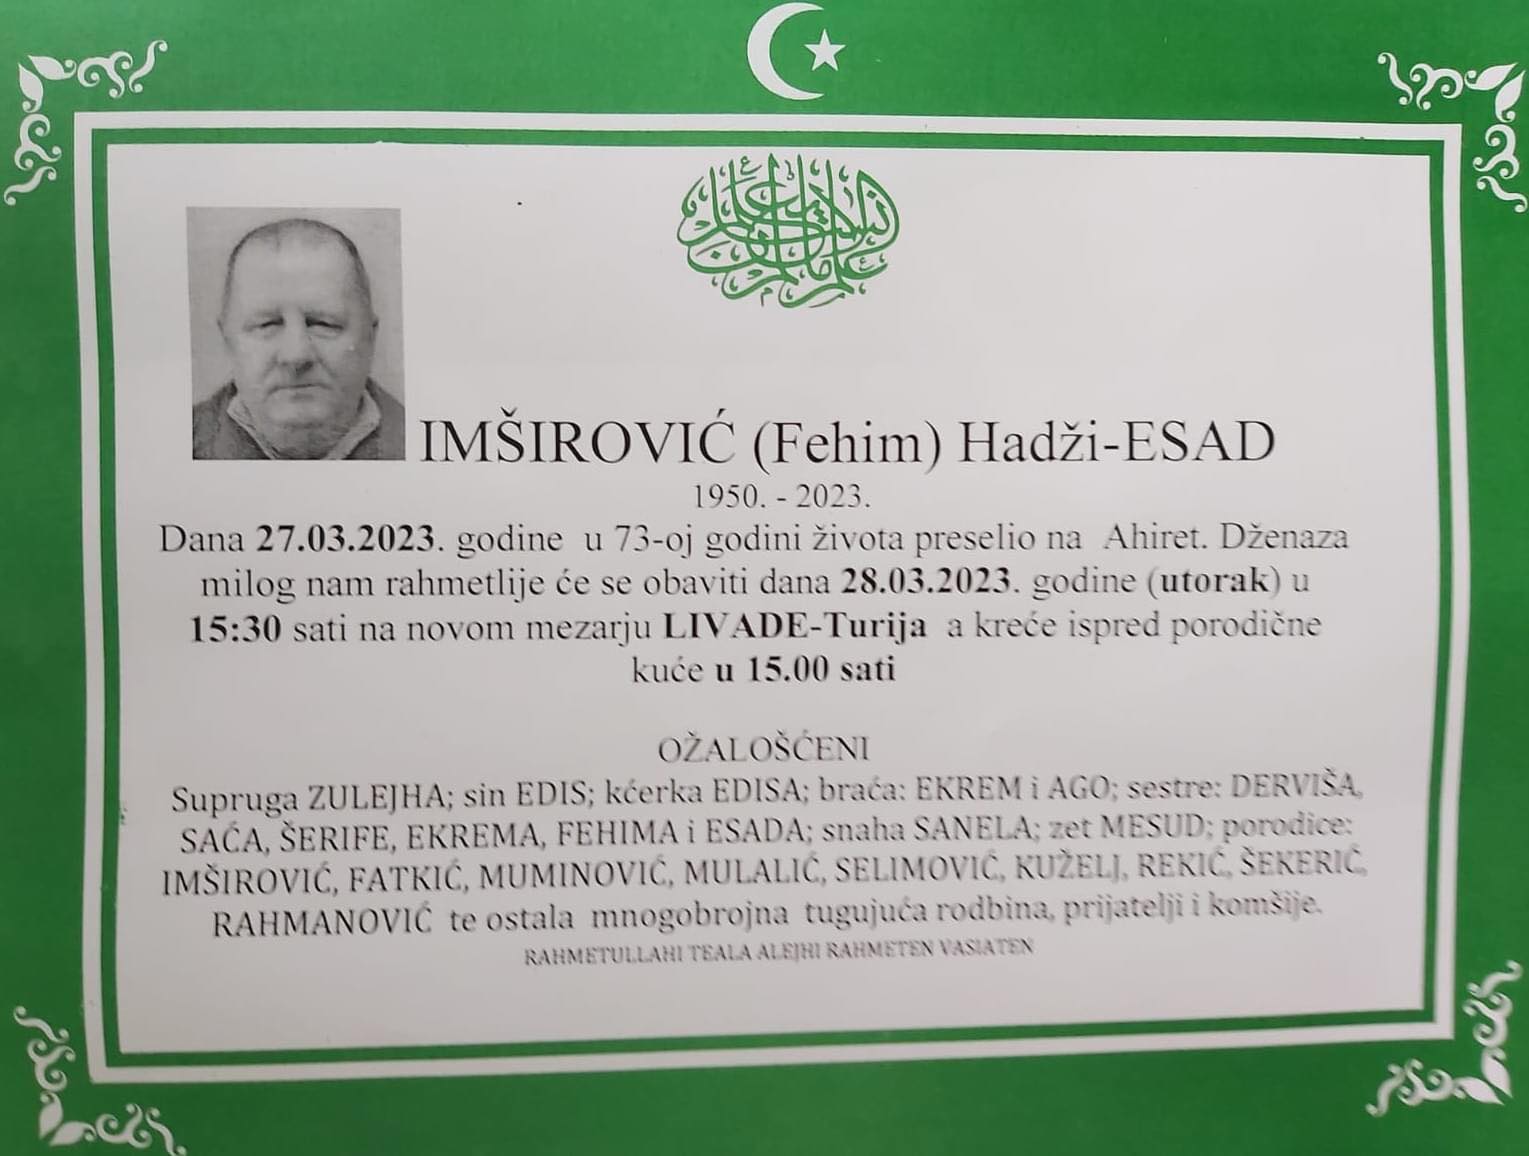 IMŠIROVIĆ (Fehim) Hadži-ESAD
1950. - 2023.
Dana 27.03.2023. godine u 73-oj godini života preselio na Ahiret. Dženaza
milog nam rahmetlije će se obaviti dana 28.03.2023. godine (utorak) u
15:30 sati na novom mezarju LIVADE-Turija a kreće ispred porodične
kuće u 15.00 sati
OŽALOŠĆENI
Supruga ZULEJHA; sin EDIS; kćerka EDISA; braća: EKREM i AGO; sestre: DERVIŠA,
SAĆA, ŠERIFE, EKREMA, FEHIMA i ESADA; snaha SANELA; zet MESUD; porodice:
IMŠIROVIĆ, FATKIĆ, MUMINOVIĆ, MULALIĆ, SELIMOVIĆ, KUŽELJ, REKIĆ, ŠEKERIĆ,
RAHMANOVIĆ te ostala mnogobrojna tugujuća rodbina, prijatelji i komšije.
RAHMETULLAHI TEALA ALEJHI RAHMETEN VASIATEN